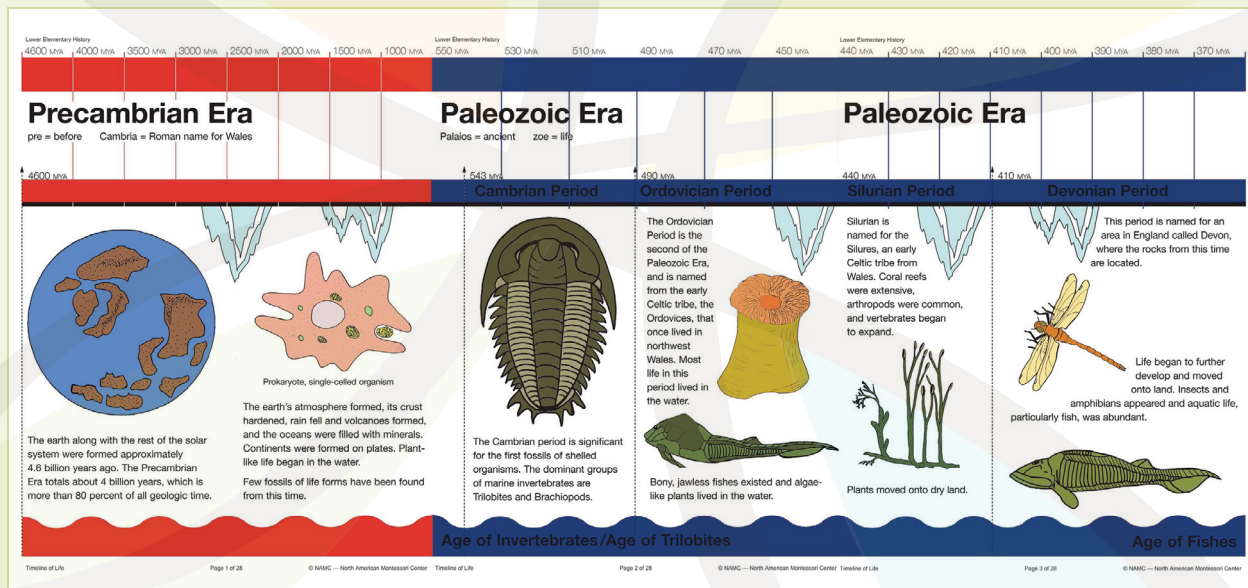 Lower Elementary History
4600 MYA 4000 MYA 3500 MYA 3000 MYA 2500 MYA 2000 MYA 1500 MYA 1000 MYA
Precambrian Era
pre = before Cambria = Roman name for Wales
4600 MYA
The earth along with the rest of the solar
system were formed approximately
4.6 billion years ago. The Precambrian
Era totals about 4 billion years, which is
more than 80 percent of all geologic time.
Prokaryote, single-celled organism
The earth's atmosphere formed, its crust
hardened, rain fell and volcanoes formed,
and the oceans were filled with minerals.
Continents were formed on plates. Plant-
like life began in the water.
Few fossils of life forms have been found
from this time.
Timeline of Life Page 1 of 28 © NAMC — North American Montessori Center
Lower Elementary History
550 MYA 530 MYA 510 MYA 490 MYA 470 MYA 450 MYA
Paleozoic Era
Palaios = ancient zoe = life
543 MYA 490 MYA
Cambrian Period Ordovician Period
The Cambrian period is significant
for the first fossils of shelled
organisms. The dominant groups
of marine invertebrates are
Trilobites and Brachiopods.
The Ordovician
Period is the
second of the
Paleozoic Era,
and is named
from the early
Celtic tribe, the
Ordovices, that
once lived in
northwest
Wales. Most
life in this
period lived in
the water.
Bony, jawless fishes existed and algae-
like plants lived in the water.
Age of Invertebrates/Age of Trilobites
Timeline of Life Page 2 of 28 © NAMC — North American Montessori Center
Lower Elementary History
440 MYA 430 MYA 420 MYA 410 MYA 400 MYA 390 MYA 380 MYA 370 MYA
Paleozoic Era
440 MYA 410 MYA
Silurian Period Devonian Period
Silurian is
named for the
Silures, an early
Celtic tribe from
Wales. Coral reefs
were extensive,
arthropods were common,
and vertebrates began
to expand.
Plants moved onto dry land.
This period is named for an
area in England called Devon,
where the rocks from this time
are located.
Life began to further
develop and moved
onto land. Insects and
amphibians appeared and aquatic life,
particularly fish, was abundant.
Age of Fishes
Timeline of Life Page 3 of 28 © NAMC — North American Montessori Center